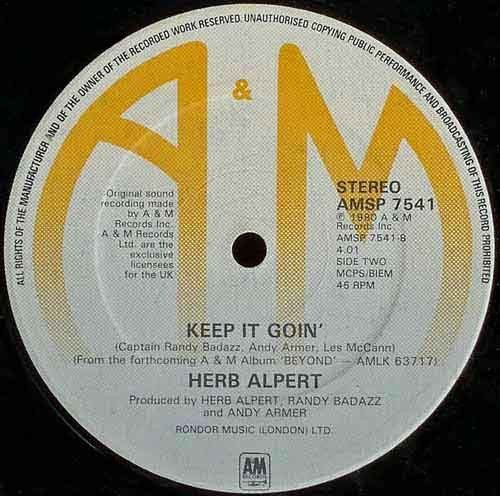 ALL RIGHTS OF THE MANUFACTURER AND OF THE OWNER OF THE RECORDED WORK RESERVED. UNAUTHORISED COPYING PUBLIC PERFORMANCE AND BROADCASTING OF THIS RECORD PROHIBITED
A & M
Original sound
recording made
by A & M
Records Inc.
A & M Records
Ltd. are the
exclusive
licensees
for the UK
STEREO
AMSP 7541
℗ 1980 A & M
Records Inc.
AMSP 7541-B
4.01
SIDE TWO
MCPS/BIEM
45 RPM
KEEP IT GOIN'
(Captain Randy Badazz, Andy Armer, Les McCann)
(From the forthcoming A & M Album 'BEYOND' — AMLK 63717)
HERB ALPERT
Produced by HERB ALPERT, RANDY BADAZZ
and ANDY ARMER
RONDOR MUSIC (LONDON) LTD.
AM
RECORDS